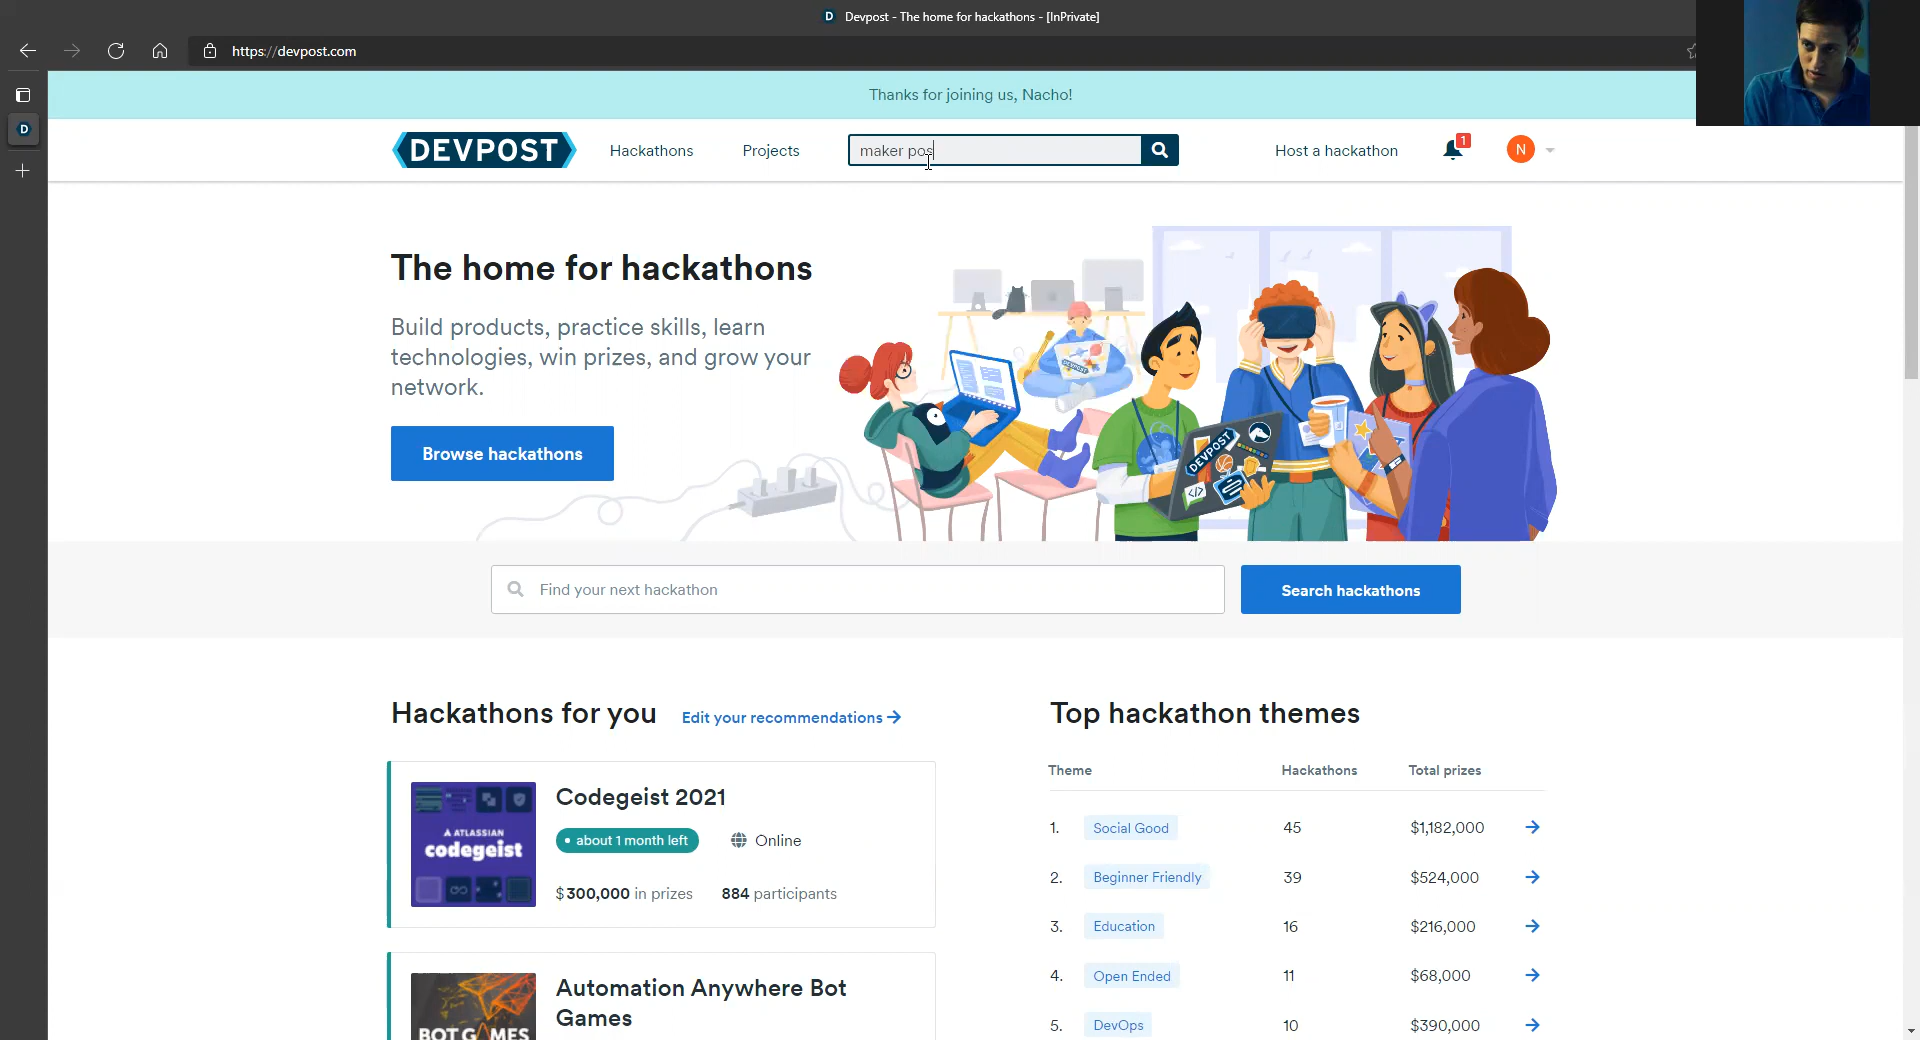 D Devpost - The home for hackathons - [InPrivate]
https://devpost.com
Thanks for joining us, Nacho!
D
DEVPOST
Hackathons
Projects
maker pos
Host a hackathon
1
N
The home for hackathons
Build products, practice skills, learn
technologies, win prizes, and grow your
network.
Browse hackathons
DEVPOST
</>
Find your next hackathon
Search hackathons
Hackathons for you
Edit your recommendations
ATLASSIAN
codegeist
Codegeist 2021
about 1 month left
Online
$300,000 in prizes
884 participants
BOT GAMES
Automation Anywhere Bot
Games
Top hackathon themes
Theme Hackathons Total prizes
1. Social Good 45 $1,182,000
2. Beginner Friendly 39 $524,000
3. Education 16 $216,000
4. Open Ended 11 $68,000
5. DevOps 10 $390,000